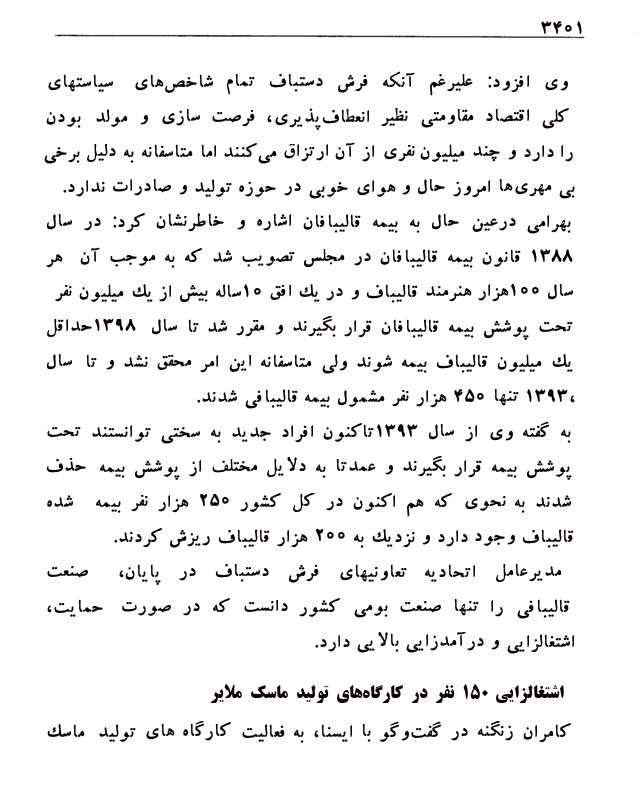 ۳۴۰۱
وی افزود: علیرغم آنکه فرش دستباف تمام شاخص‌های سیاستهای
کلی اقتصاد مقاومتی نظیر انعطاف‌پذیری، فرصت سازی و مولد بودن
را دارد و چند میلیون نفری از آن ارتزاق می‌کنند اما متاسفانه به دلیل برخی
بی مهری‌ها امروز حال و هوای خوبی در حوزه تولید و صادرات ندارد.
بهرامی درعین حال به بیمه قالیبافان اشاره و خاطرنشان کرد: در سال
۱۳۸۸ قانون بیمه قالیبافان در مجلس تصویب شد که به موجب آن هر
سال ۱۰۰هزار هنرمند قالیباف و در یك افق ۱۰ساله بیش از یك میلیون نفر
تحت پوشش بیمه قالیبافان قرار بگیرند و مقرر شد تا سال ۱۳۹۸حداقل
یك میلیون قالیباف بیمه شوند ولی متاسفانه این امر محقق نشد و تا سال
۱۳۹۳، تنها ۴۵۰ هزار نفر مشمول بیمه قالیبافی شدند.
به گفته وی از سال ۱۳۹۳تاکنون افراد جدید به سختی توانستند تحت
پوشش بیمه قرار بگیرند و عمدتا به دلایل مختلف از پوشش بیمه حذف
شدند به نحوی که هم اکنون در کل کشور ۲۵۰ هزار نفر بیمه شده
قالیباف وجود دارد و نزدیك به ۲۰۰ هزار قالیباف ریزش کردند.
مدیرعامل اتحادیه تعاونیهای فرش دستباف در پایان، صنعت
قالیبافی را تنها صنعت بومی کشور دانست که در صورت حمایت،
اشتغالزایی و درآمدزایی بالایی دارد.
اشتغالزایی ۱۵۰ نفر در کارگاه‌های تولید ماسک ملایر
کامران زنگنه در گفت‌وگو با ایسنا، به فعالیت کارگاه های تولید ماسك